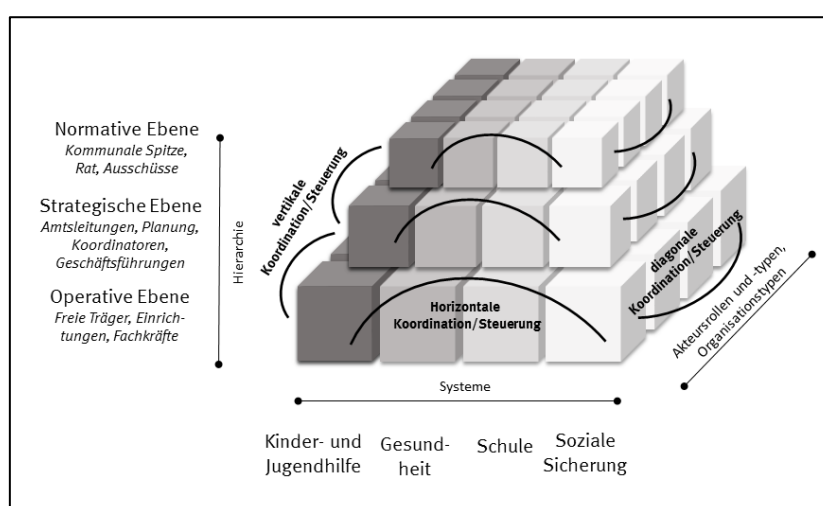 Normative Ebene
Kommunale Spitze,
Rat, Ausschüsse
Strategische Ebene
Amtsleitungen, Planung,
Koordinatoren,
Geschäftsführungen
Operative Ebene
Freie Träger, Einrich-
tungen, Fachkräfte
Hierarchie
vertikale
Koordination/Steuerung
Horizontale
Koordination/Steuerung
diagonale
Koordination/Steuerung
Akteursrollen und -typen,
Organisationstypen
Systeme
Kinder- und
Jugendhilfe
Gesund-
heit
Schule
Soziale
Sicherung